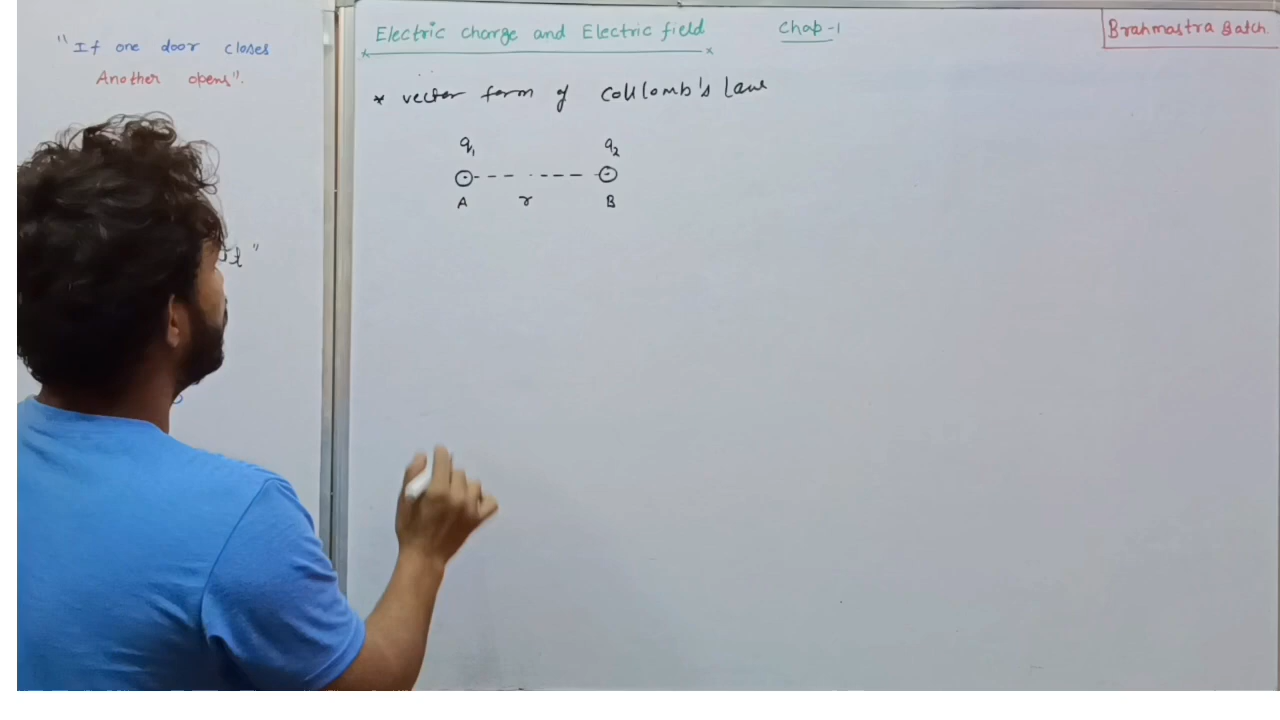 "If one door closes
Another opens".
Electric charge and Electric field
Chap-1
Brahmastra Batch.
* vector form of Coulomb's Law
q1 q2
A r B